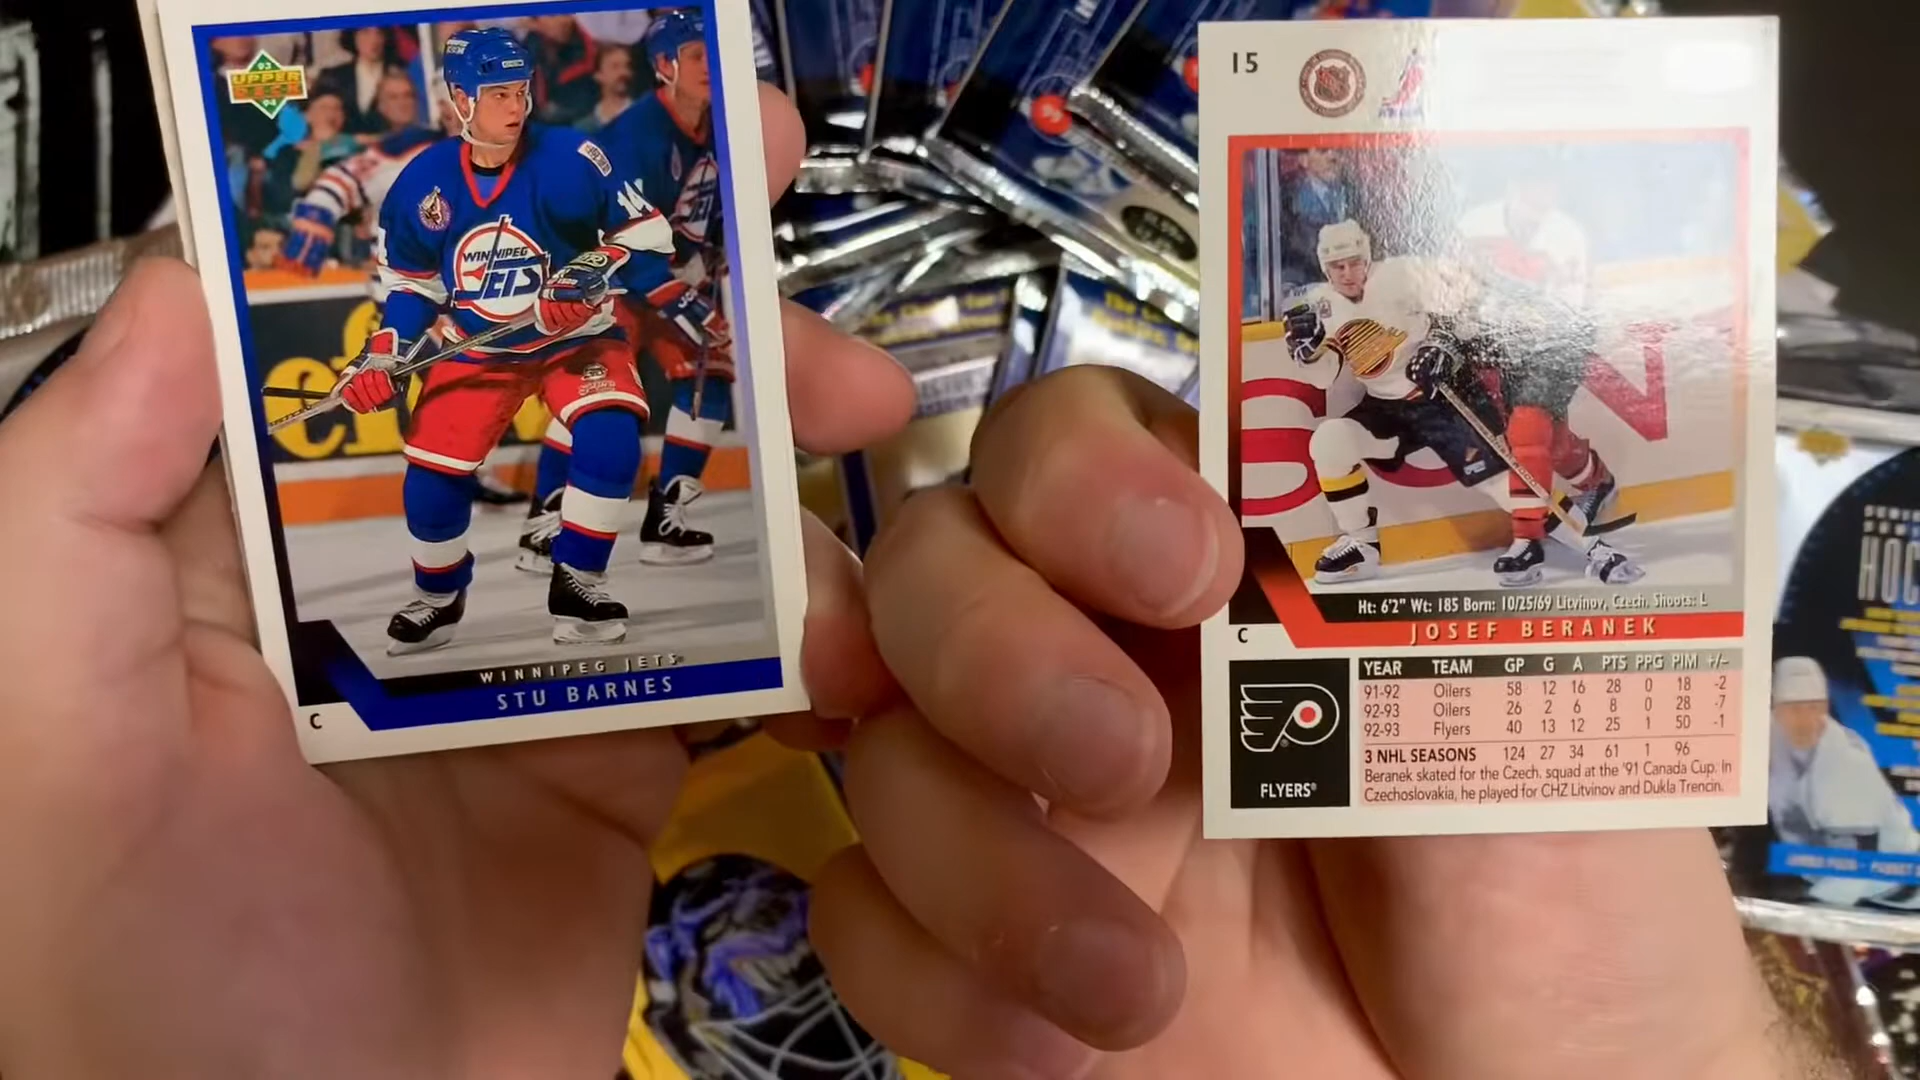 93
UPPER
DECK
94
14
WINNIPEG
JETS
WINNIPEG JETS
STU BARNES
C
15
Ht: 6'2" Wt: 185 Born: 10/25/69 Litvinov, Czech. Shoots: L
JOSEF BERANEK
C
YEAR TEAM GP G A PTS PPG PIM +/-
91-92 Oilers 58 12 16 28 0 18 -2
92-93 Oilers 26 2 6 8 0 28 -7
92-93 Flyers 40 13 12 25 1 50 -1
3 NHL SEASONS 124 27 34 61 1 96
Beranek skated for the Czech. squad at the '91 Canada Cup. In
Czechoslovakia, he played for CHZ Litvinov and Dukla Trencin.
FLYERS®